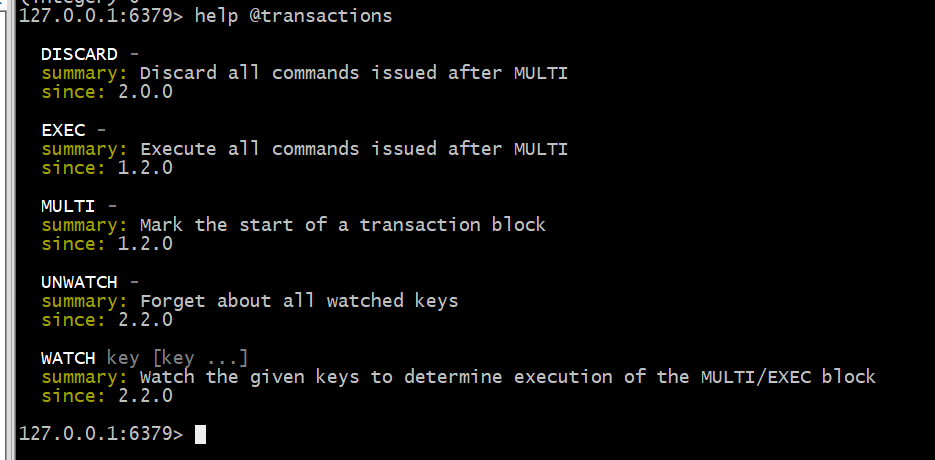 127.0.0.1:6379> help @transactions
DISCARD -
summary: Discard all commands issued after MULTI
since: 2.0.0
EXEC -
summary: Execute all commands issued after MULTI
since: 1.2.0
MULTI -
summary: Mark the start of a transaction block
since: 1.2.0
UNWATCH -
summary: Forget about all watched keys
since: 2.2.0
WATCH key [key ...]
summary: Watch the given keys to determine execution of the MULTI/EXEC block
since: 2.2.0
127.0.0.1:6379>